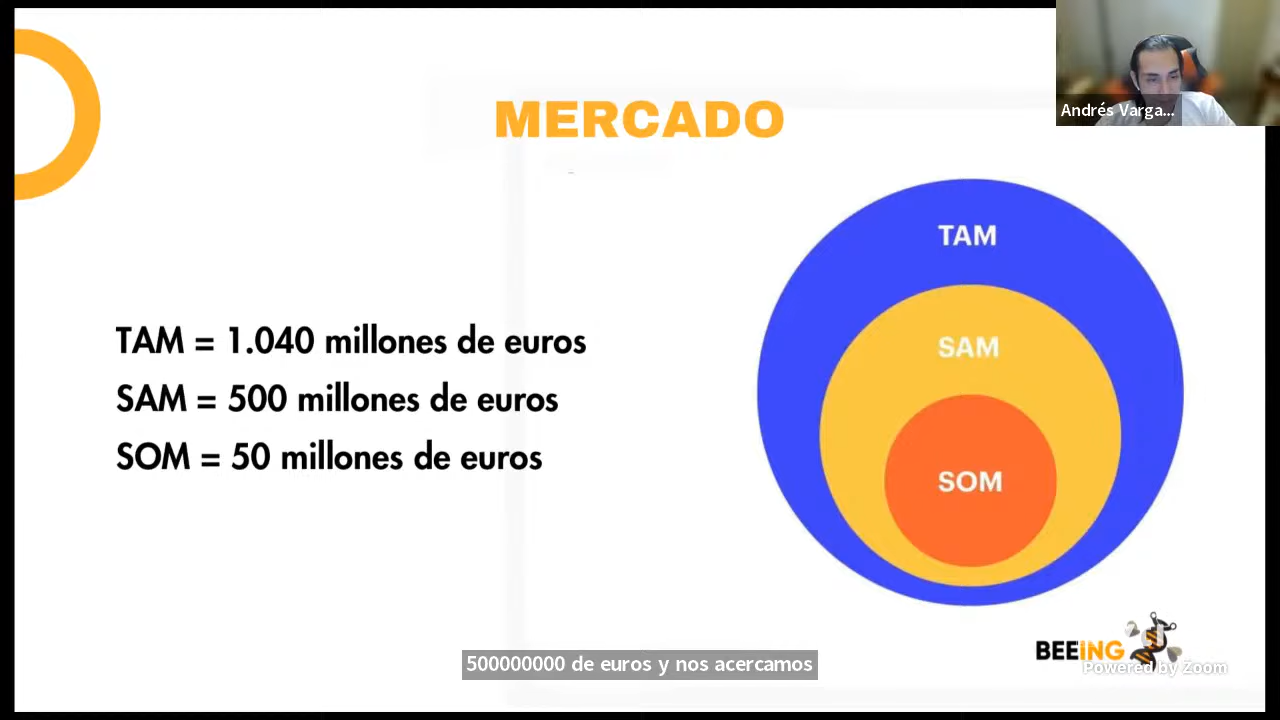 MERCADO
Andrés Varga...
TAM
TAM = 1.040 millones de euros
SAM
SAM = 500 millones de euros
SOM = 50 millones de euros
SOM
BEEING
500000000 de euros y nos acercamos
Powered by Zoom